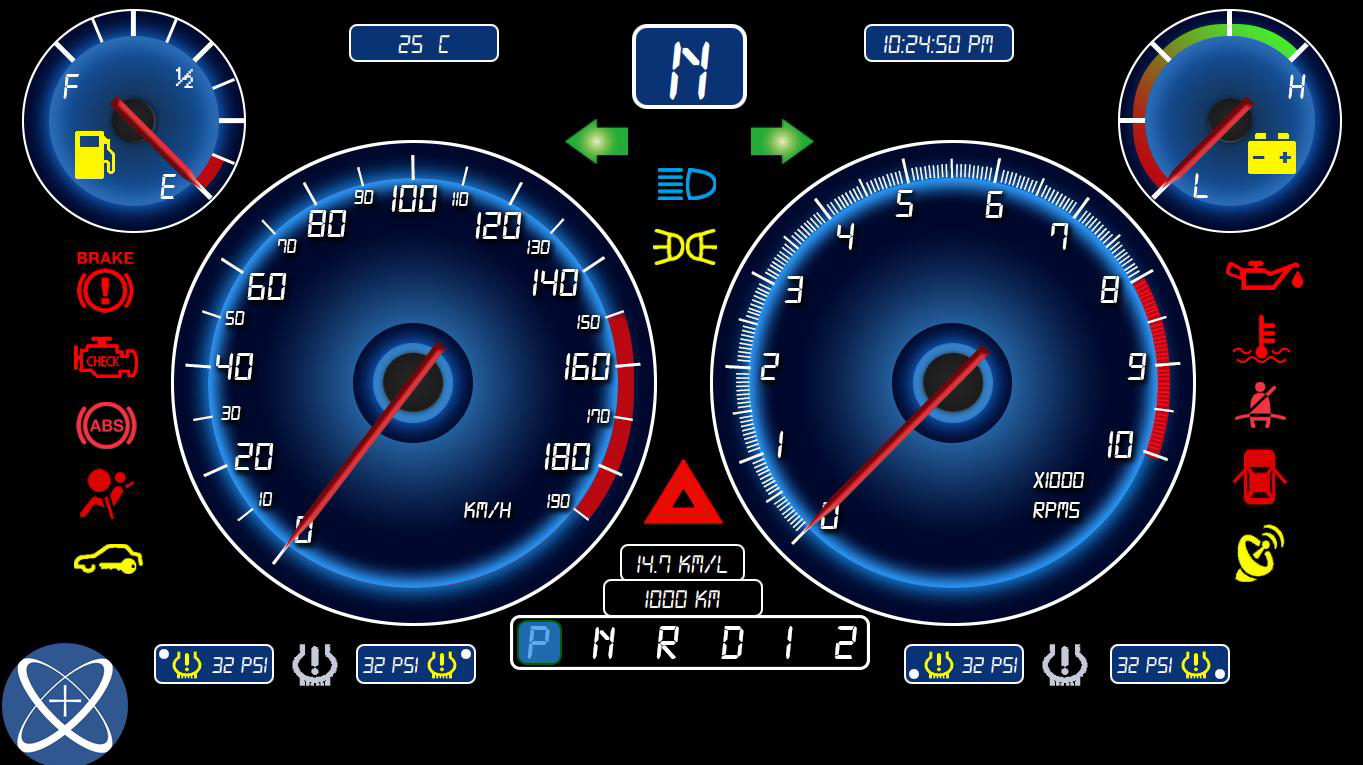 25 C
N
10:24:50 PM
F
½
E
H
L
BRAKE
CHECK
ABS
0
10
20
30
40
50
60
70
80
90
100
110
120
130
140
150
160
170
180
190
KM/H
0
1
2
3
4
5
6
7
8
9
10
X1000
RPMS
14.7 KM/L
1000 KM
P N R D 1 2
32 PSI
32 PSI
32 PSI
32 PSI